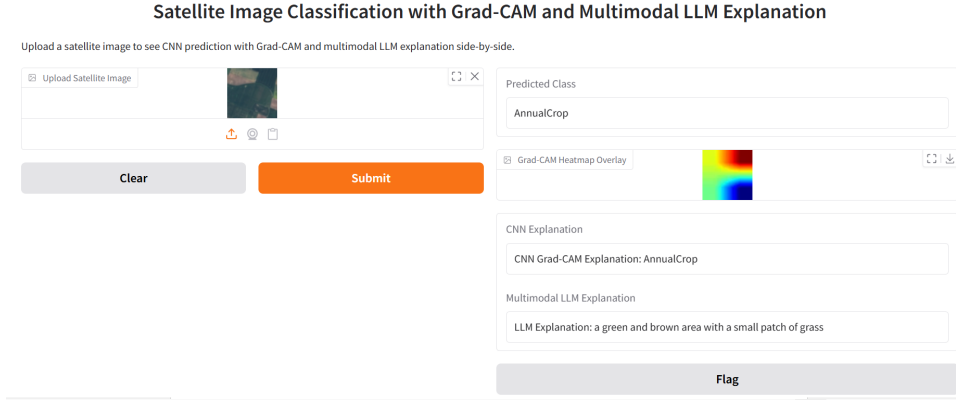 Satellite Image Classification with Grad-CAM and Multimodal LLM Explanation
Upload a satellite image to see CNN prediction with Grad-CAM and multimodal LLM explanation side-by-side.
Upload Satellite Image
Clear
Submit
Predicted Class
AnnualCrop
Grad-CAM Heatmap Overlay
CNN Explanation
CNN Grad-CAM Explanation: AnnualCrop
Multimodal LLM Explanation
LLM Explanation: a green and brown area with a small patch of grass
Flag